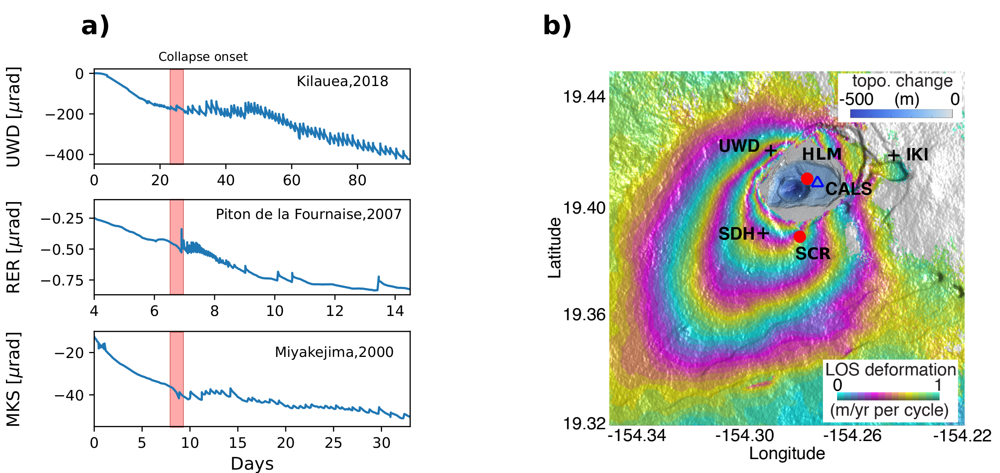 a)
Collapse onset
UWD [μrad]
0
−200
−400
Kilauea,2018
0 20 40 60 80
RER [μrad]
−0.25
−0.50
−0.75
Piton de la Fournaise,2007
4 6 8 10 12 14
MKS [μrad]
−20
−40
Miyakejima,2000
0 5 10 15 20 25 30
Days
b)
topo. change
-500 (m) 0
Latitude
19.44
19.40
19.36
19.32
UWD
HLM
IKI
CALS
SDH
SCR
LOS deformation
0 1
(m/yr per cycle)
-154.34 -154.30 -154.26 -154.22
Longitude